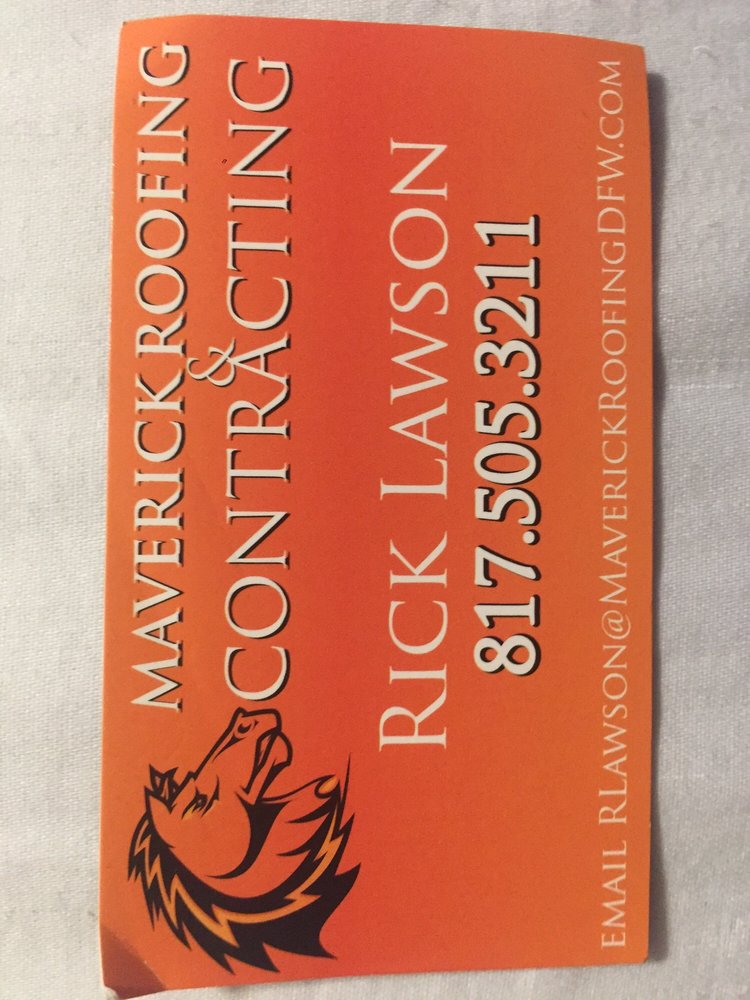 MAVERICK ROOFING
&
CONTRACTING
RICK LAWSON
817.505.3211
EMAIL RLAWSON@MAVERICKROOFINGDFW.COM